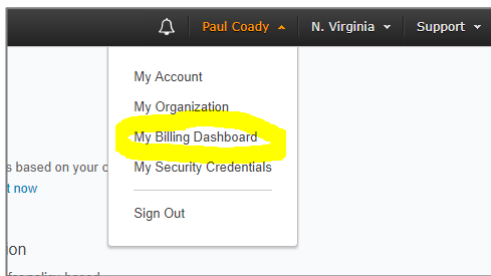 Paul Coady N. Virginia Support
My Account
My Organization
My Billing Dashboard
s based on your c
My Security Credentials
t now
Sign Out
on